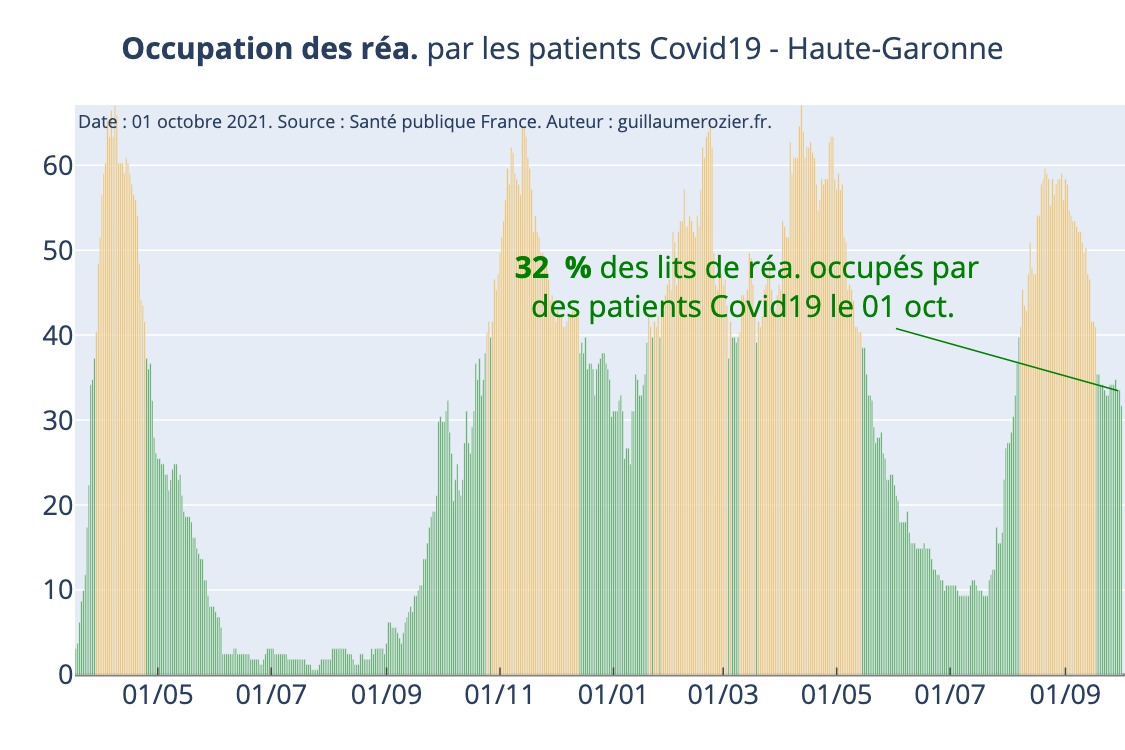 Occupation des réa. par les patients Covid19 - Haute-Garonne
Date : 01 octobre 2021. Source : Santé publique France. Auteur : guillaumerozier.fr.
60
50
32 % des lits de réa. occupés par
des patients Covid19 le 01 oct.
40
30
20
10
0
01/05 01/07 01/09 01/11 01/01 01/03 01/05 01/07 01/09